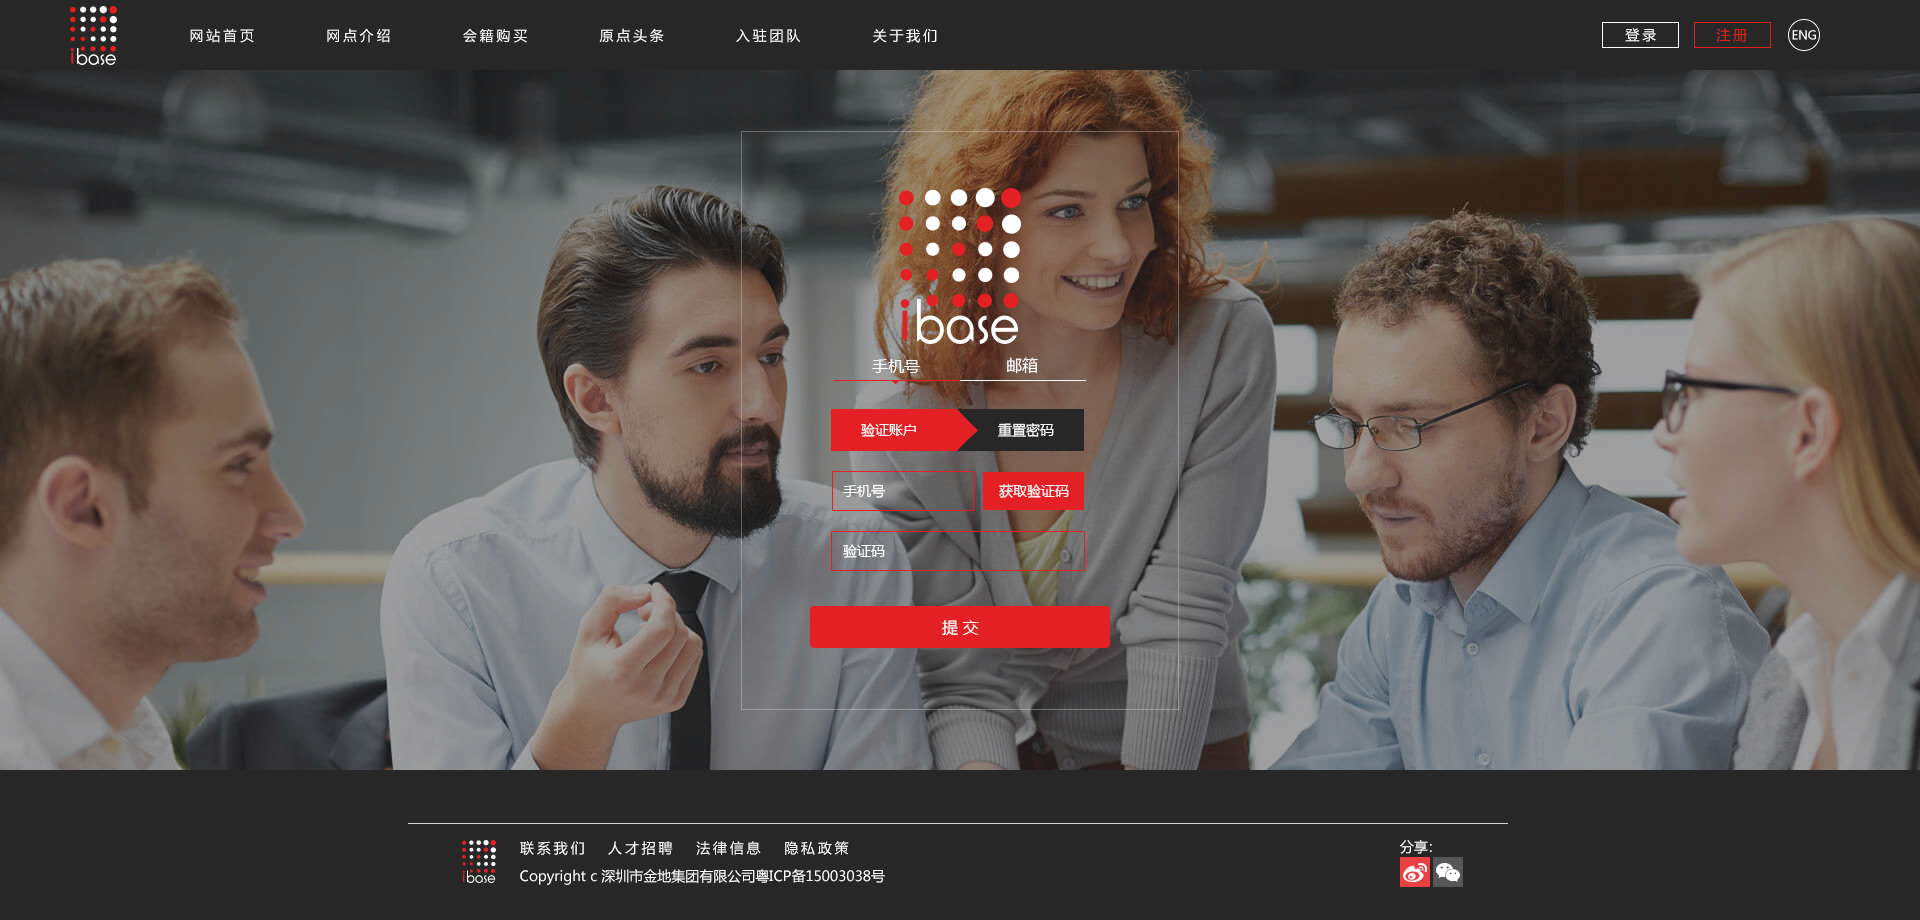 ibase
网站首页
网点介绍
会籍购买
原点头条
入驻团队
关于我们
登录
注册
ENG
ibase
手机号
邮箱
验证账户
重置密码
手机号
获取验证码
验证码
提 交
ibase
联系我们
人才招聘
法律信息
隐私政策
Copyright c 深圳市金地集团有限公司粤ICP备15003038号
分享: